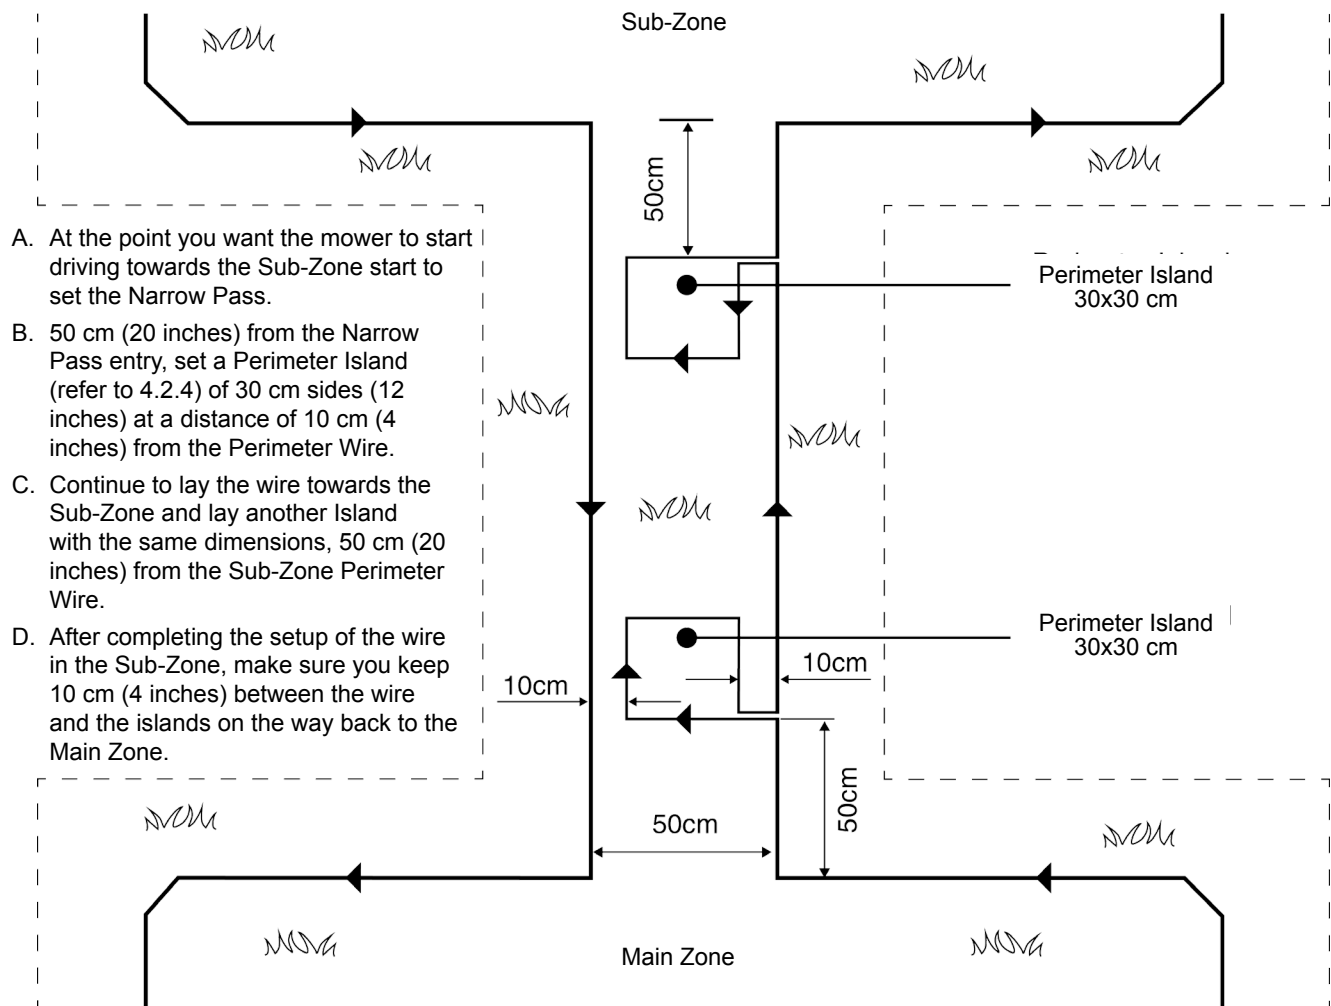 Sub-Zone
50cm
A. At the point you want the mower to start
driving towards the Sub-Zone start to
set the Narrow Pass.
B. 50 cm (20 inches) from the Narrow
Pass entry, set a Perimeter Island
(refer to 4.2.4) of 30 cm sides (12
inches) at a distance of 10 cm (4
inches) from the Perimeter Wire.
C. Continue to lay the wire towards the
Sub-Zone and lay another Island
with the same dimensions, 50 cm (20
inches) from the Sub-Zone Perimeter
Wire.
D. After completing the setup of the wire
in the Sub-Zone, make sure you keep
10 cm (4 inches) between the wire
and the islands on the way back to the
Main Zone.
Perimeter Island
30x30 cm
Perimeter Island
30x30 cm
10cm
10cm
50cm
50cm
Main Zone